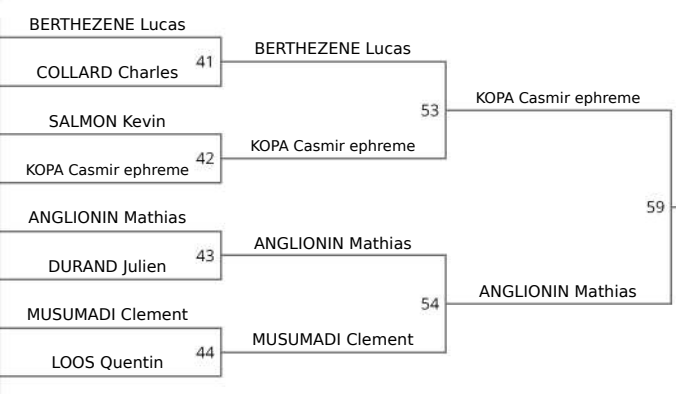 BERTHEZENE Lucas
41
COLLARD Charles
BERTHEZENE Lucas
53
SALMON Kevin
42
KOPA Casmir ephreme
KOPA Casmir ephreme
KOPA Casmir ephreme
59
ANGLIONIN Mathias
43
DURAND Julien
ANGLIONIN Mathias
54
MUSUMADI Clement
44
LOOS Quentin
MUSUMADI Clement
ANGLIONIN Mathias